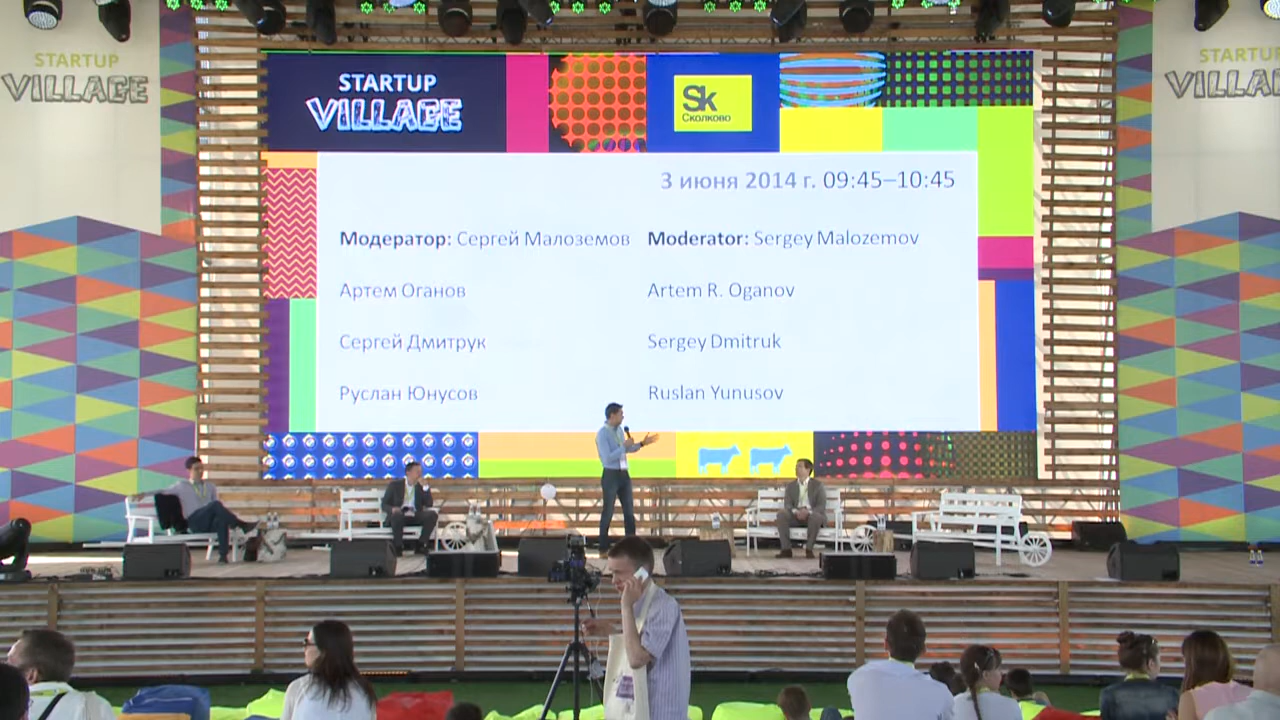 STARTUP
VILLAGE
STARTUP
VILLAGE
Sk
Сколково
STARTUP
VILLA
3 июня 2014 г. 09:45–10:45
Модератор: Сергей Малоземов Moderator: Sergey Malozemov
Артем Оганов Artem R. Oganov
Сергей Дмитрук Sergey Dmitruk
Руслан Юнусов Ruslan Yunusov